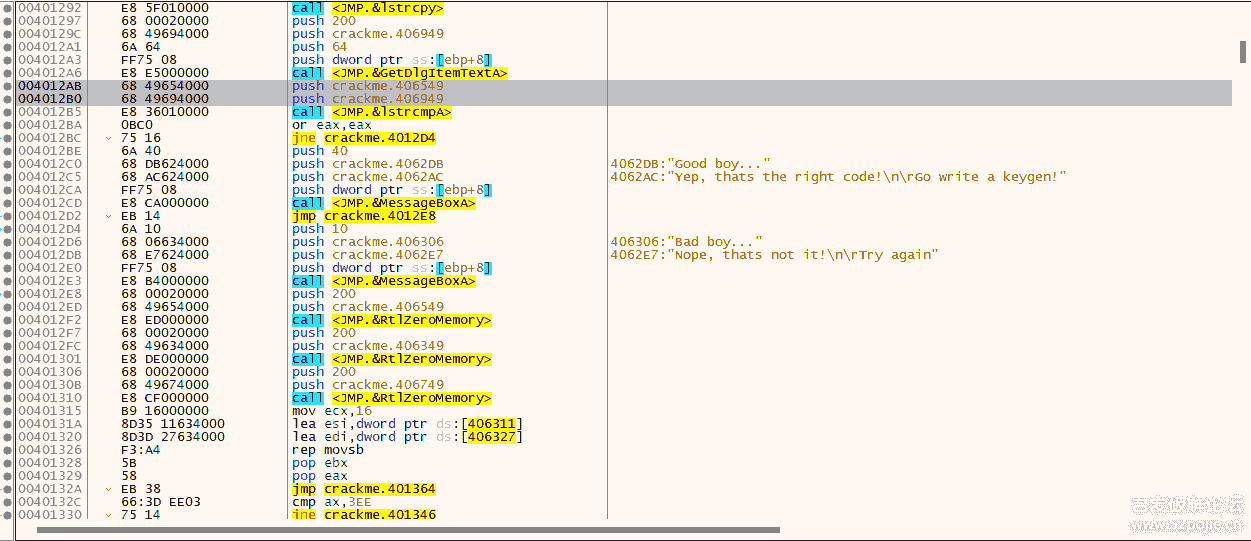 00401292 E8 5F010000 call <JMP.&lstrcpy>
00401297 68 00020000 push 200
0040129C 68 49694000 push crackme.406949
004012A1 6A 64 push 64
004012A3 FF75 08 push dword ptr ss:[ebp+8]
004012A6 E8 E5000000 call <JMP.&GetDlgItemTextA>
004012AB 68 49654000 push crackme.406549
004012B0 68 49694000 push crackme.406949
004012B5 E8 36010000 call <JMP.&lstrcmpA>
004012BA 0BC0 or eax,eax
004012BC 75 16 jne crackme.4012D4
004012BE 6A 40 push 40
004012C0 68 DB624000 push crackme.4062DB 4062DB:"Good boy..."
004012C5 68 AC624000 push crackme.4062AC 4062AC:"Yep, thats the right code!\n\rGo write a keygen!"
004012CA FF75 08 push dword ptr ss:[ebp+8]
004012CD E8 CA000000 call <JMP.&MessageBoxA>
004012D2 EB 14 jmp crackme.4012E8
004012D4 6A 10 push 10
004012D6 68 06634000 push crackme.406306 406306:"Bad boy..."
004012DB 68 E7624000 push crackme.4062E7 4062E7:"Nope, thats not it!\n\rTry again"
004012E0 FF75 08 push dword ptr ss:[ebp+8]
004012E3 E8 B4000000 call <JMP.&MessageBoxA>
004012E8 68 00020000 push 200
004012ED 68 49654000 push crackme.406549
004012F2 E8 ED000000 call <JMP.&RtlZeroMemory>
004012F7 68 00020000 push 200
004012FC 68 49634000 push crackme.406349
00401301 E8 DE000000 call <JMP.&RtlZeroMemory>
00401306 68 00020000 push 200
0040130B 68 49674000 push crackme.406749
00401310 E8 CF000000 call <JMP.&RtlZeroMemory>
00401315 B9 16000000 mov ecx,16
0040131A 8D35 11634000 lea esi,dword ptr ds:[406311]
00401320 8D3D 27634000 lea edi,dword ptr ds:[406327]
00401326 F3:A4 rep movsb
00401328 5B pop ebx
00401329 58 pop eax
0040132A EB 38 jmp crackme.401364
0040132C 66:3D EE03 cmp ax,3EE
00401330 75 14 jne crackme.401346
www.52pojie.cn